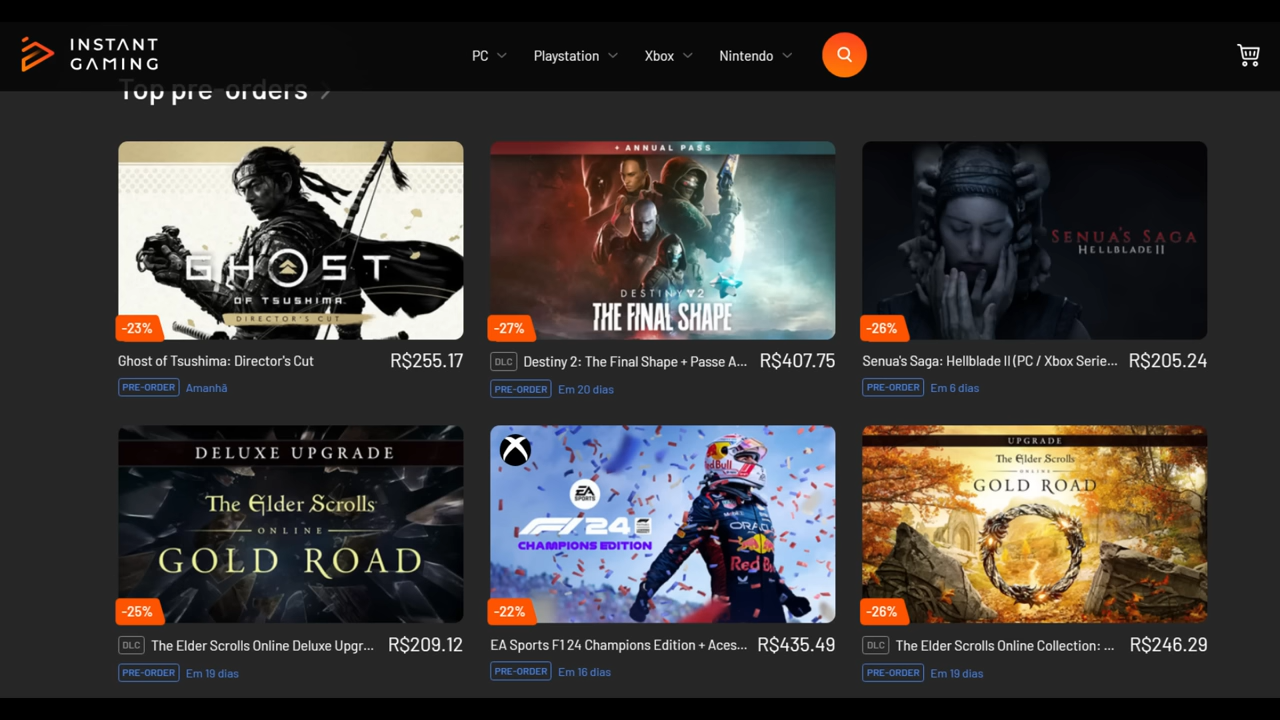 INSTANT
GAMING
PC
Playstation
Xbox
Nintendo
Top pre-orders
GHOST
OF TSUSHIMA
DIRECTOR'S CUT
-23%
Ghost of Tsushima: Director's Cut
R$255.17
PRE-ORDER Amanhã
+ ANNUAL PASS
DESTINY 2
THE FINAL SHAPE
-27%
DLC Destiny 2: The Final Shape + Passe A...
R$407.75
PRE-ORDER Em 20 dias
SENUA'S SAGA
HELLBLADE II
-26%
Senua's Saga: Hellblade II (PC / Xbox Serie...
R$205.24
PRE-ORDER Em 6 dias
DELUXE UPGRADE
The Elder Scrolls
ONLINE
GOLD ROAD
-25%
DLC The Elder Scrolls Online Deluxe Upgr...
R$209.12
PRE-ORDER Em 19 dias
EA
SPORTS
F1 24
CHAMPIONS EDITION
Red Bull
ORACLE
Red Bull
-22%
EA Sports F1 24 Champions Edition + Aces...
R$435.49
PRE-ORDER Em 16 dias
UPGRADE
The Elder Scrolls
ONLINE
GOLD ROAD
-26%
DLC The Elder Scrolls Online Collection: ...
R$246.29
PRE-ORDER Em 19 dias